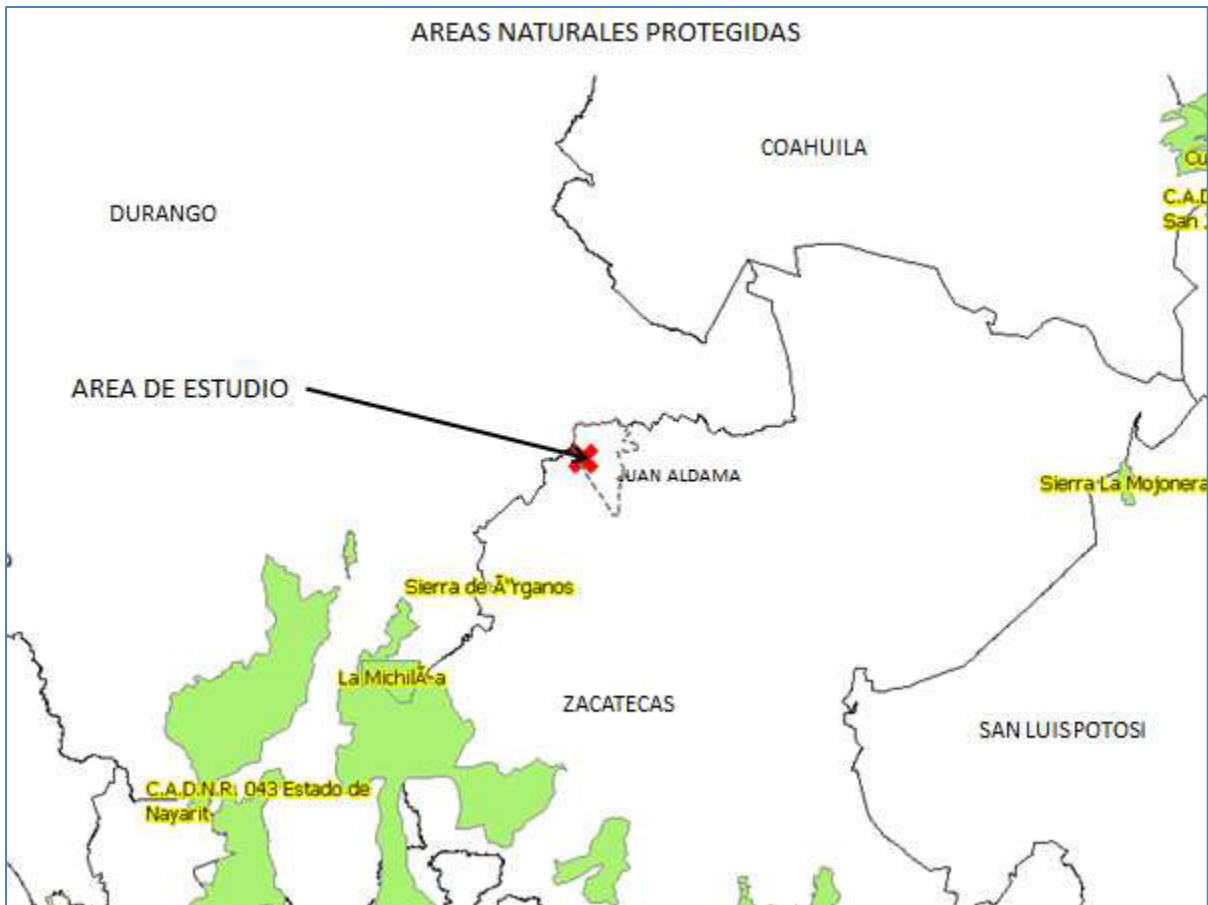 AREAS NATURALES PROTEGIDAS
COAHUILA
Cu
C.A.D
San
DURANGO
AREA DE ESTUDIO
JUAN ALDAMA
Sierra La Mojonera
Sierra de Ã“rganos
La MichilÃ­a
ZACATECAS
SAN LUIS POTOSI
C.A.D.N.R. 043 Estado de
Nayarit